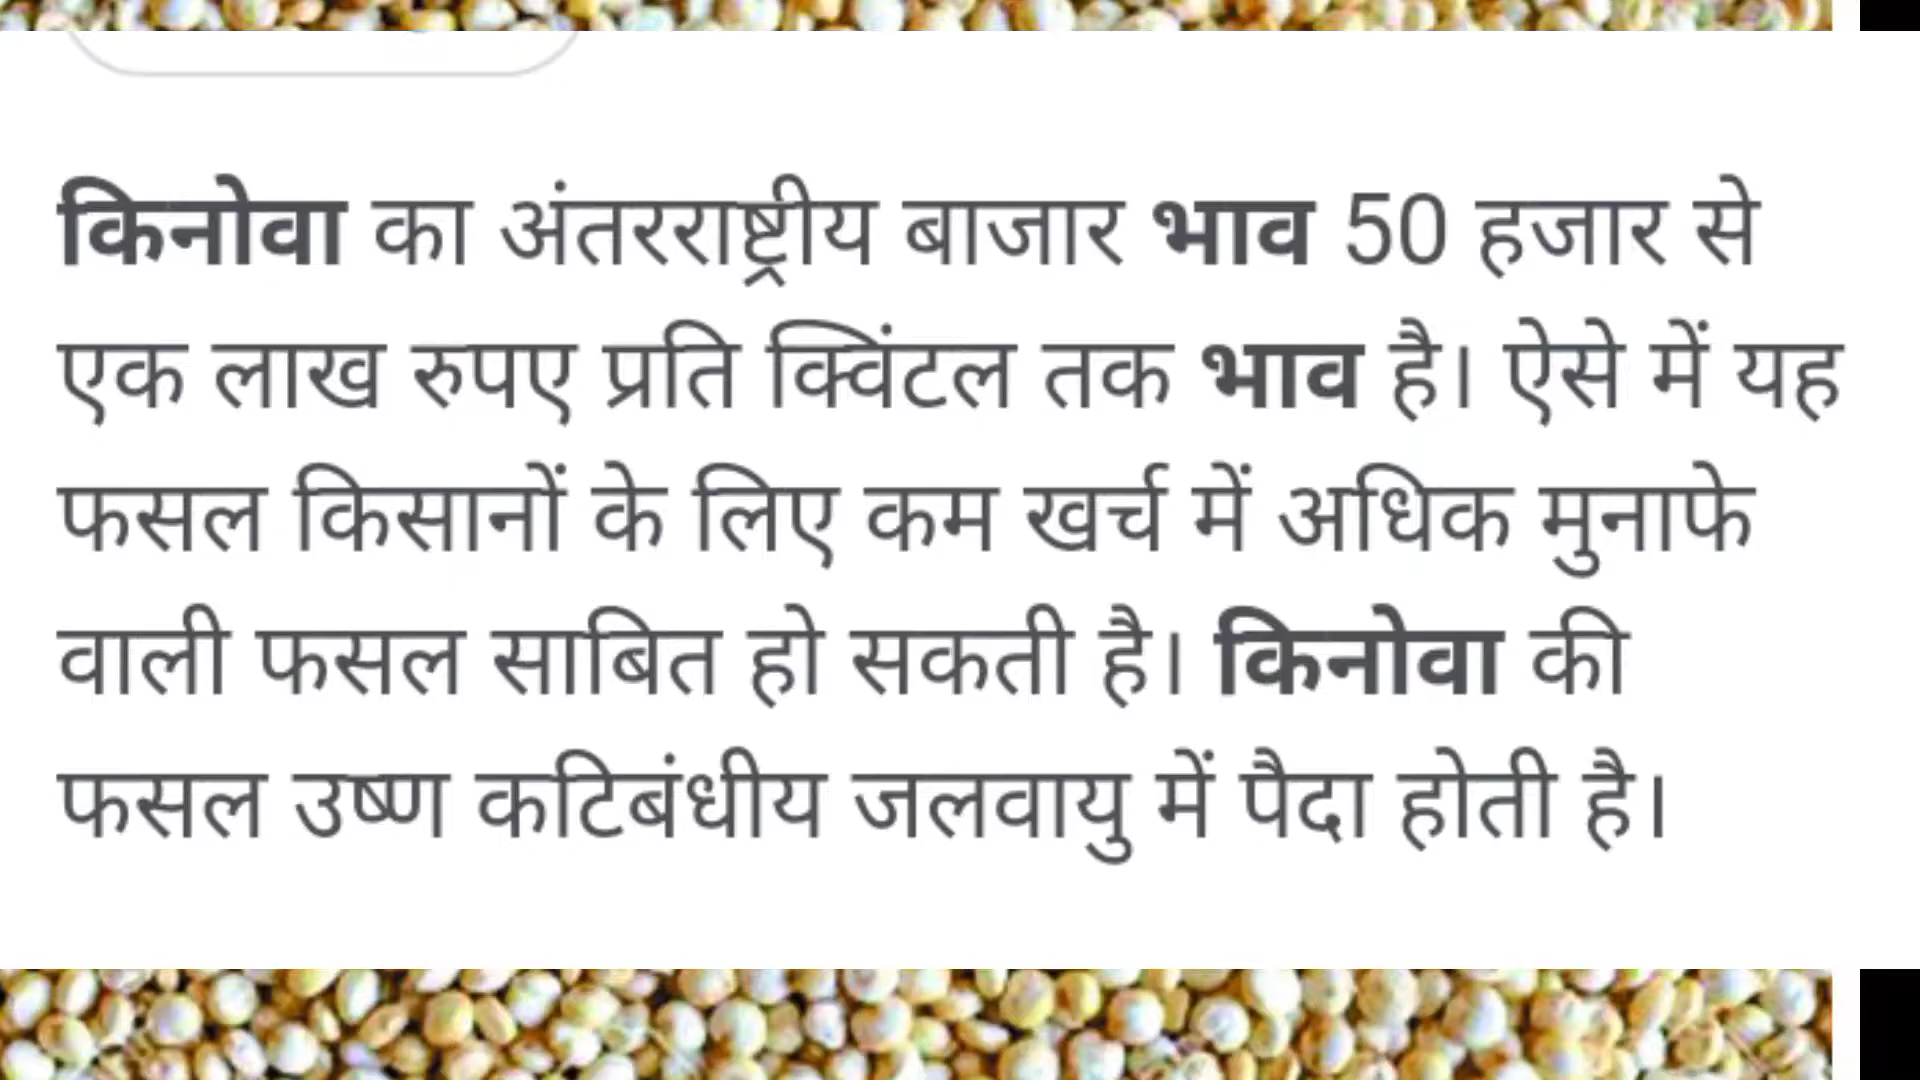 किनोवा का अंतरराष्ट्रीय बाजार भाव 50 हजार से
एक लाख रुपए प्रति क्विंटल तक भाव है। ऐसे में यह
फसल किसानों के लिए कम खर्च में अधिक मुनाफे
वाली फसल साबित हो सकती है। किनोवा की
फसल उष्ण कटिबंधीय जलवायु में पैदा होती है।